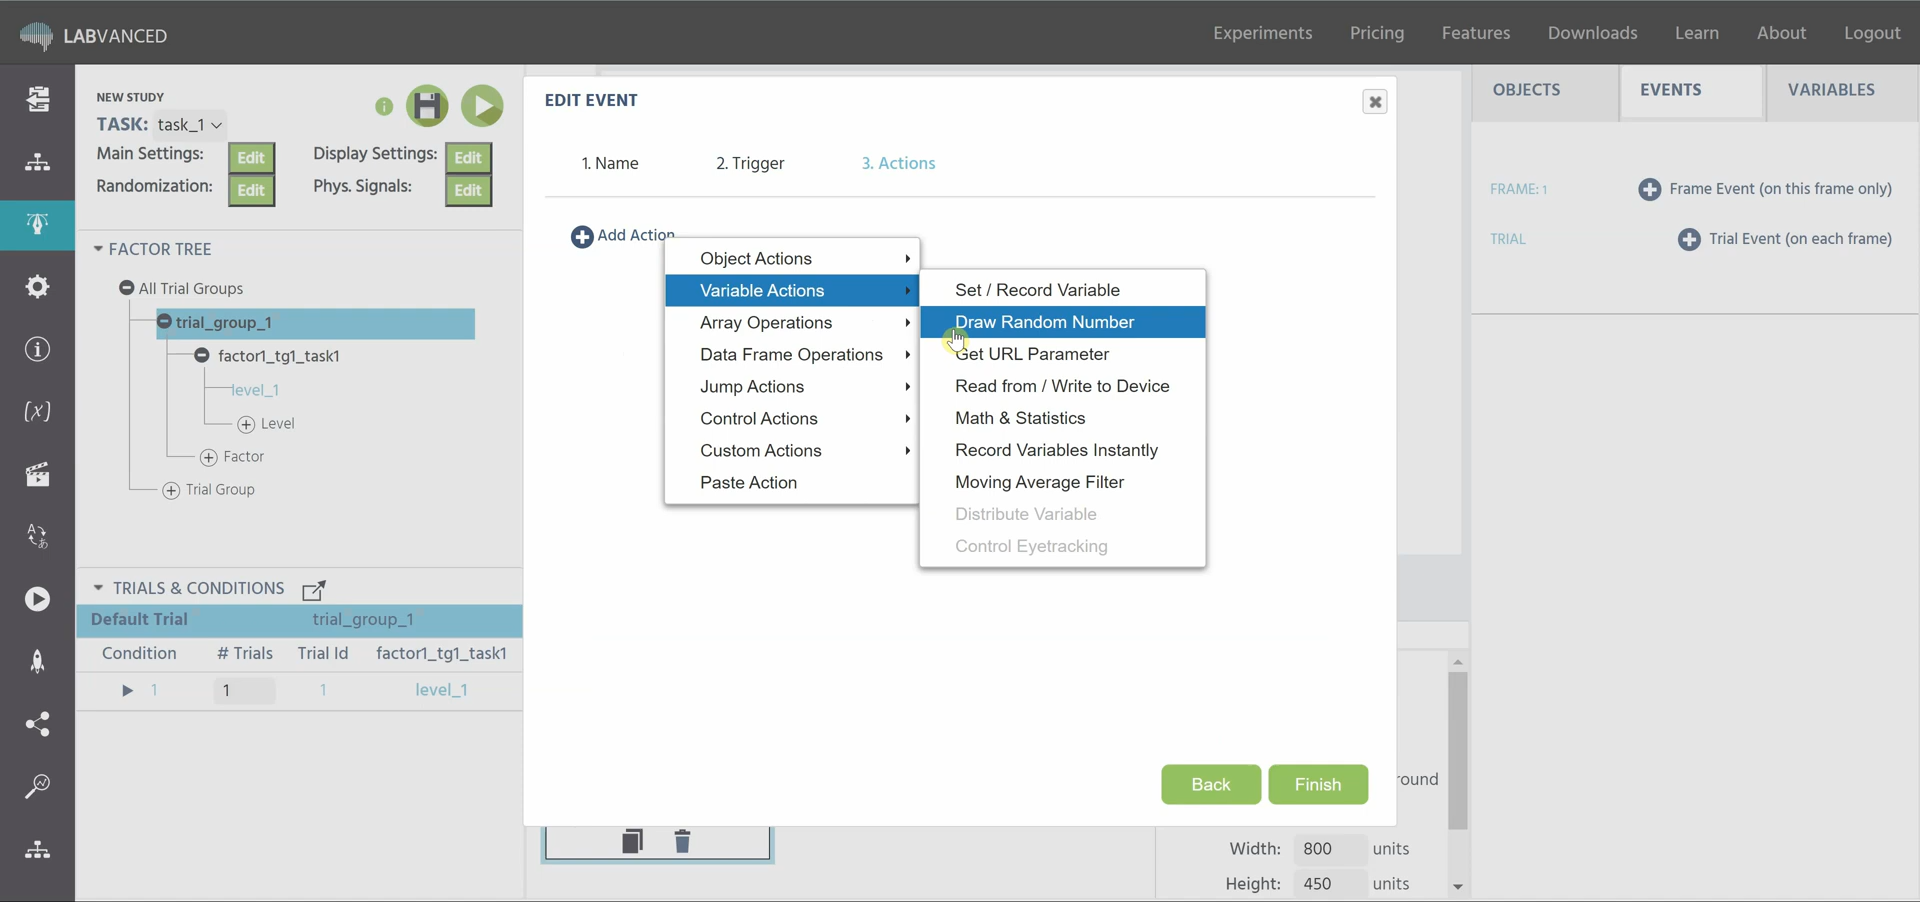 LABVANCED
Experiments Pricing Features Downloads Learn About Logout
NEW STUDY
TASK: task_1
Main Settings: Edit Display Settings: Edit
Randomization: Edit Phys. Signals: Edit
FACTOR TREE
All Trial Groups
trial_group_1
factor1_tg1_task1
level_1
Level
Factor
Trial Group
TRIALS & CONDITIONS
Default Trial trial_group_1
Condition # Trials Trial Id factor1_tg1_task1
1 1 1 level_1
EDIT EVENT
1. Name 2. Trigger 3. Actions
Add Action
Object Actions
Variable Actions
Array Operations
Data Frame Operations
Jump Actions
Control Actions
Custom Actions
Paste Action
Set / Record Variable
Draw Random Number
Get URL Parameter
Read from / Write to Device
Math & Statistics
Record Variables Instantly
Moving Average Filter
Distribute Variable
Control Eyetracking
Back Finish
round
Width: 800 units
Height: 450 units
OBJECTS EVENTS VARIABLES
FRAME: 1 Frame Event (on this frame only)
TRIAL Trial Event (on each frame)